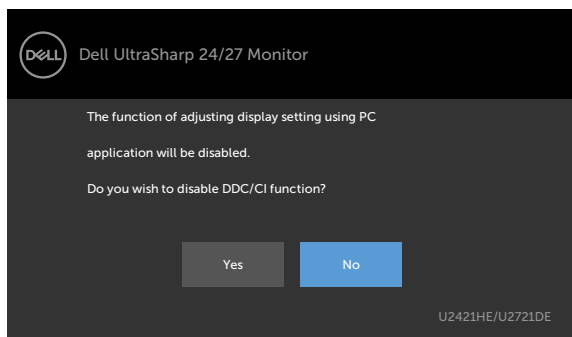 DELL
Dell UltraSharp 24/27 Monitor
The function of adjusting display setting using PC
application will be disabled.
Do you wish to disable DDC/CI function?
Yes No
U2421HE/U2721DE